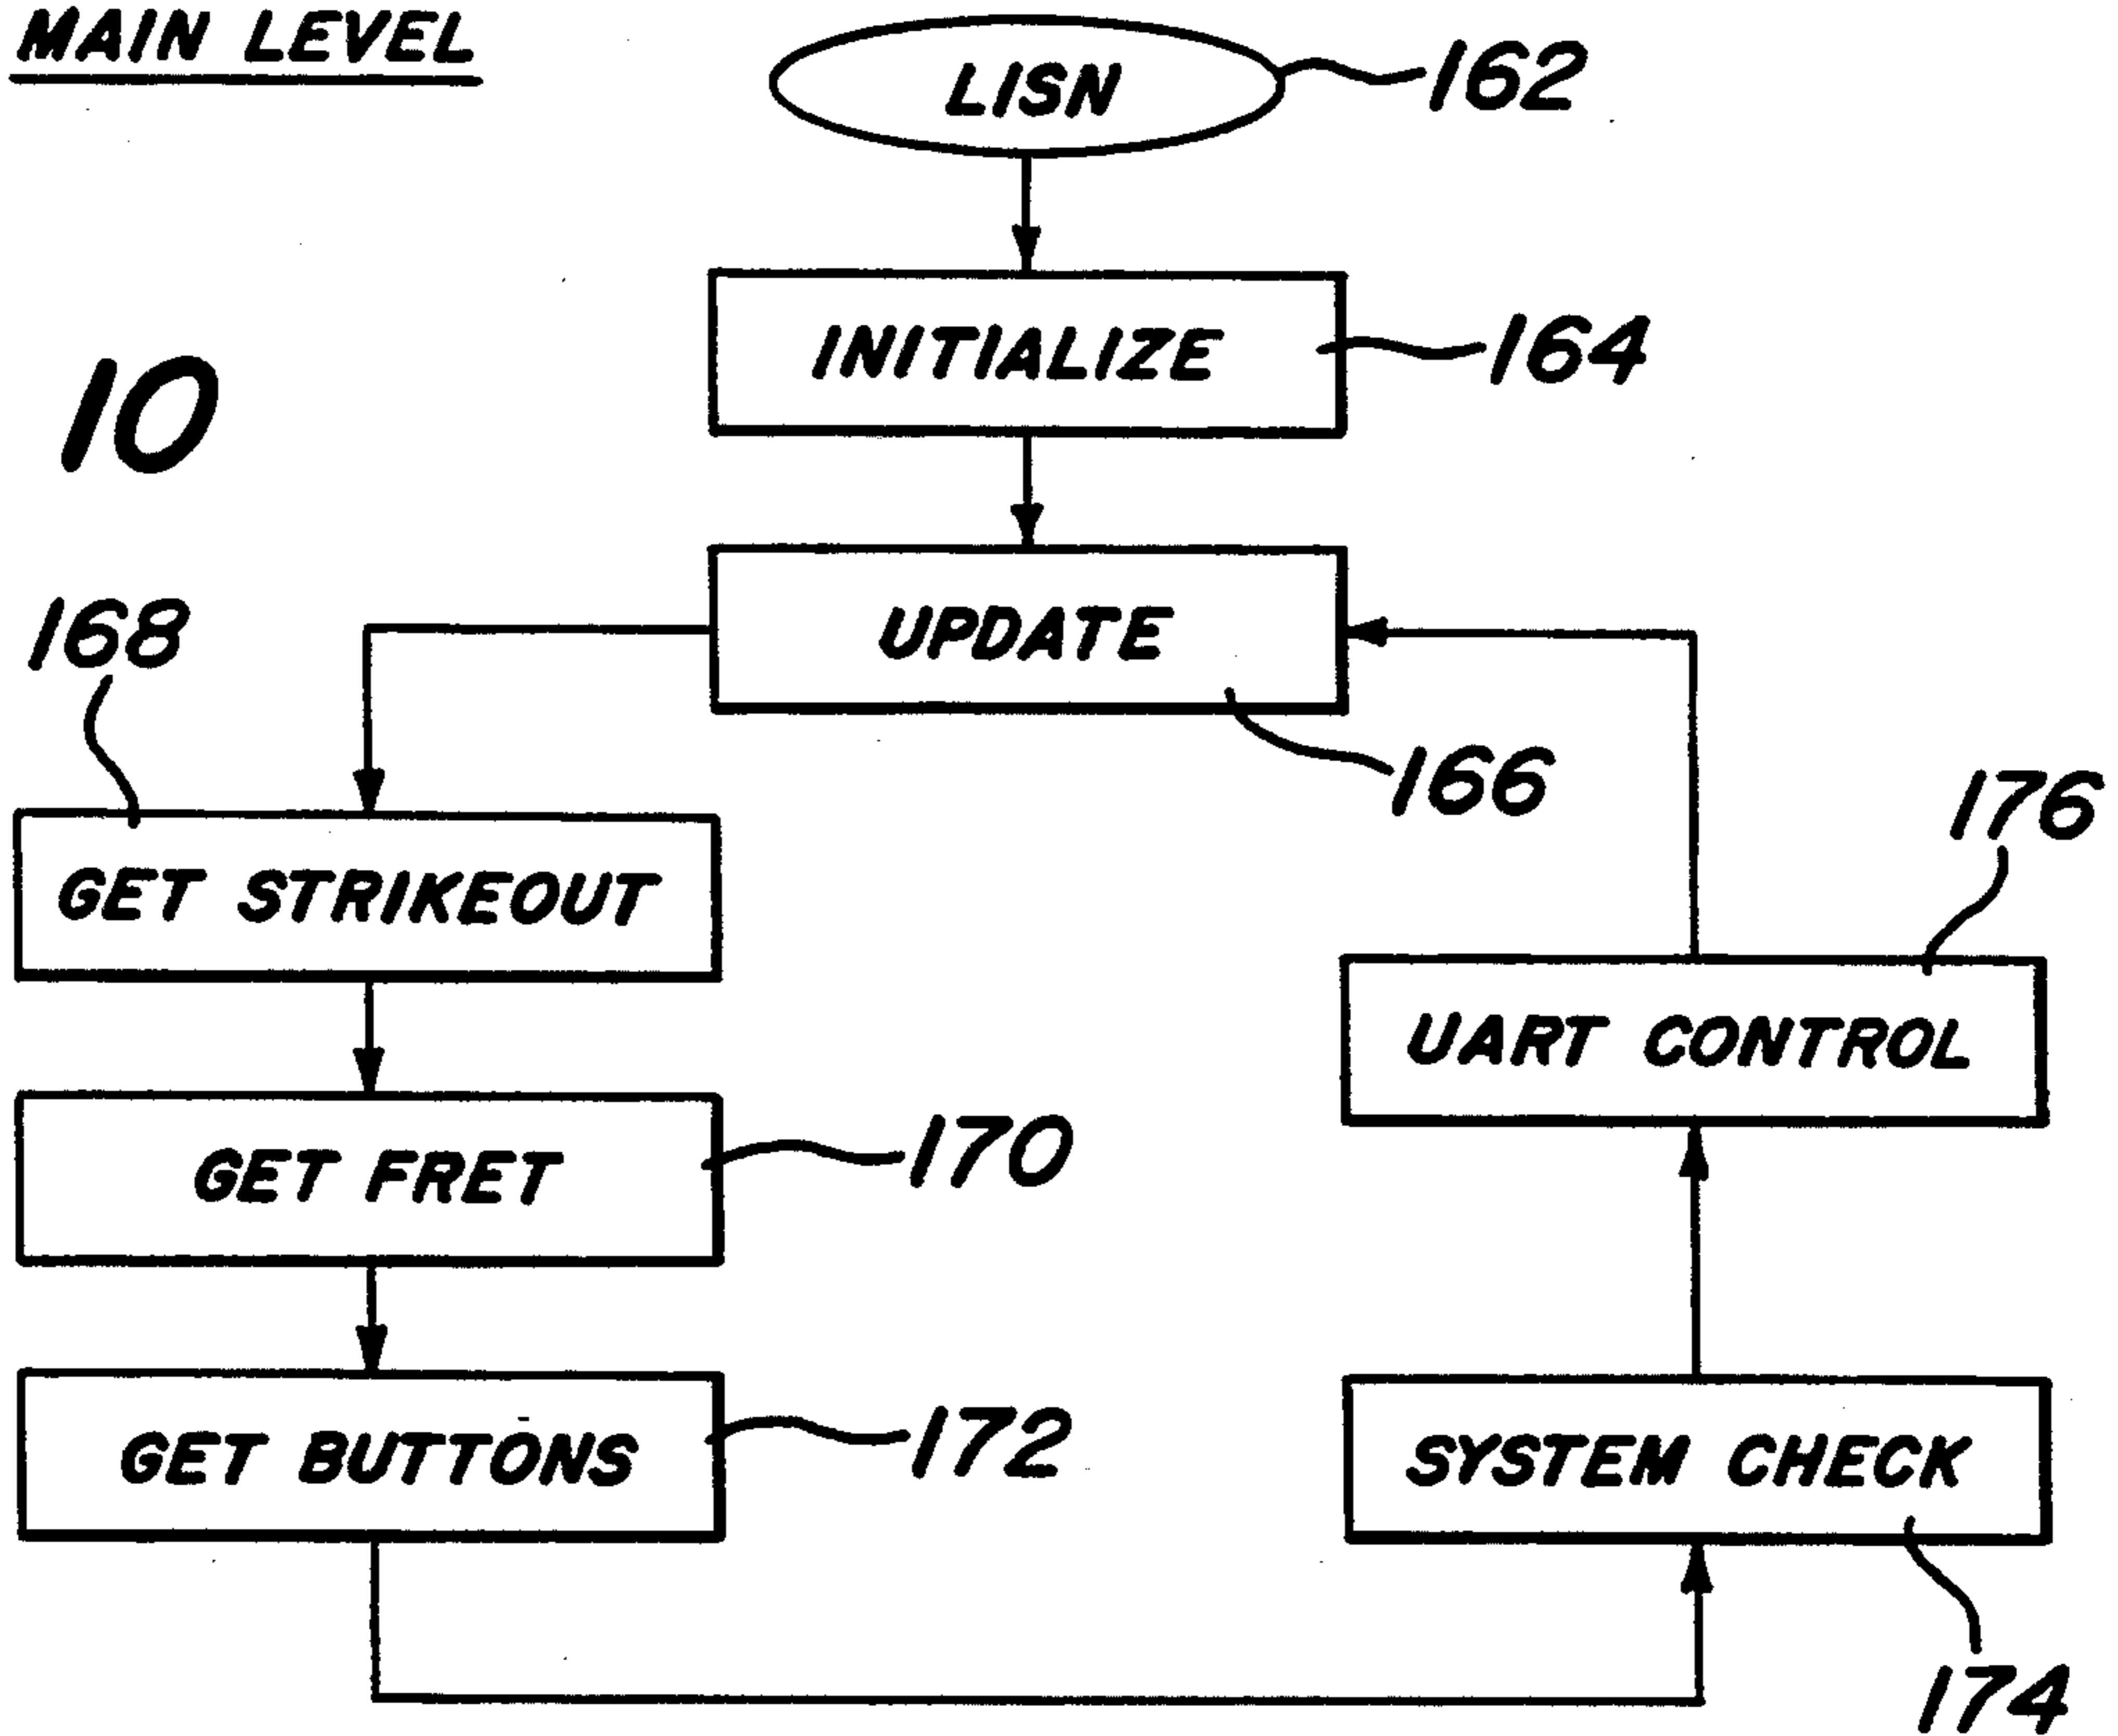 MAIN LEVEL
LISN
162
INITIALIZE
164
10
UPDATE
168
166
176
GET STRIKEOUT
UART CONTROL
GET FRET
170
GET BUTTONS
172
SYSTEM CHECK
174